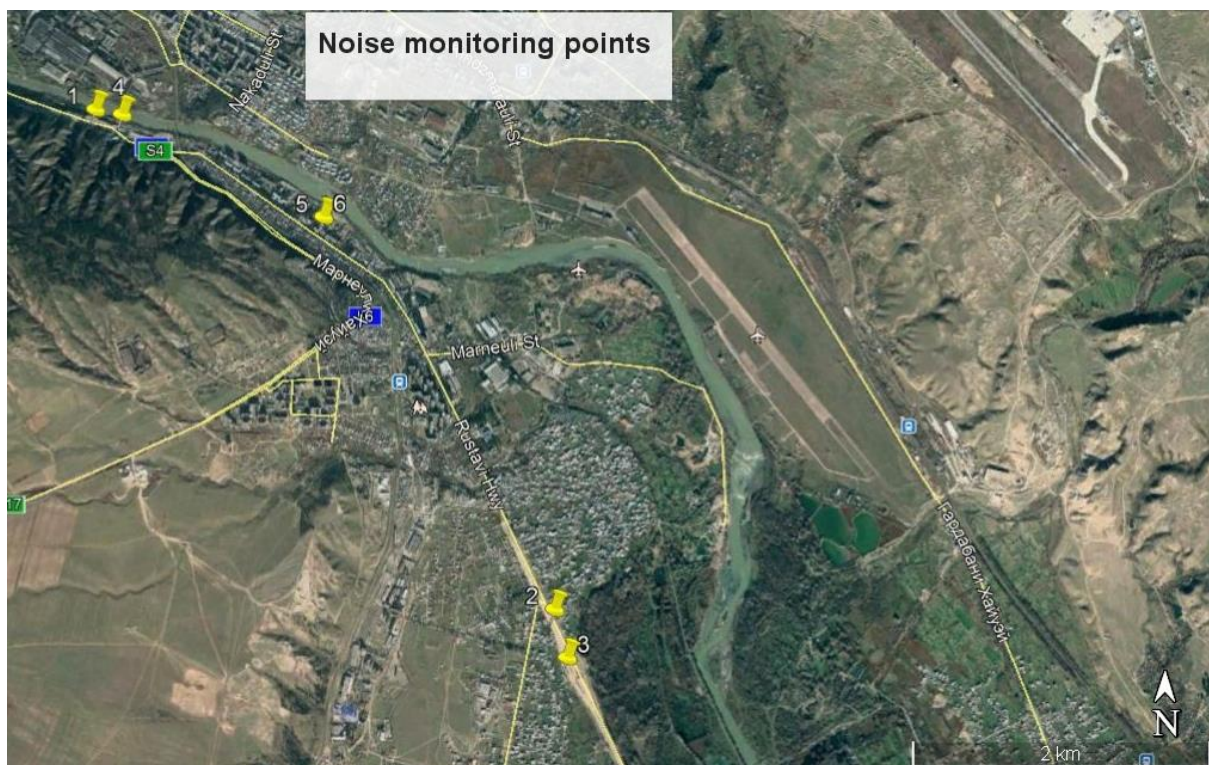 Noise monitoring points
Nakaduli St
1
4
S4
5
6
Марнеули
Хайуэй
Marneuli St
Rustavi Hwy
2
3
Гардабани Хайуэй
N
2 km